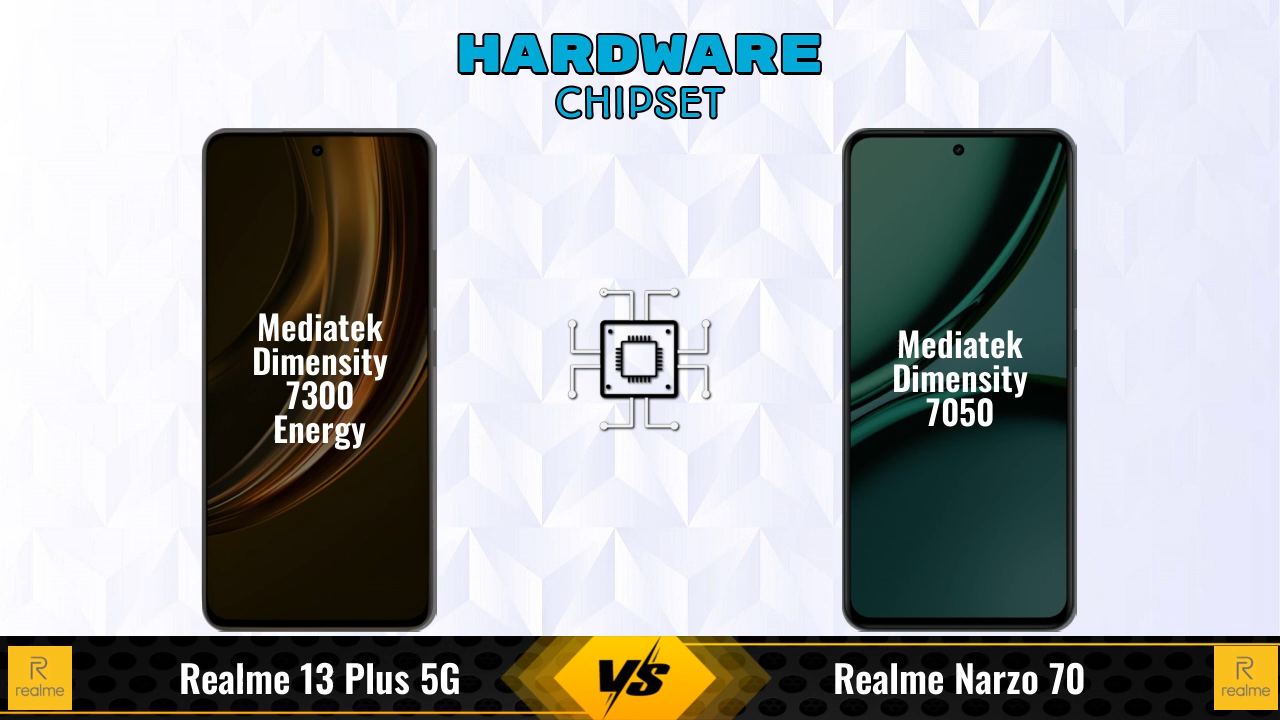 HARDWARE
CHIPSET
Mediatek
Dimensity
7300
Energy
Mediatek
Dimensity
7050
R
realme
Realme 13 Plus 5G
VS
Realme Narzo 70
R
realme